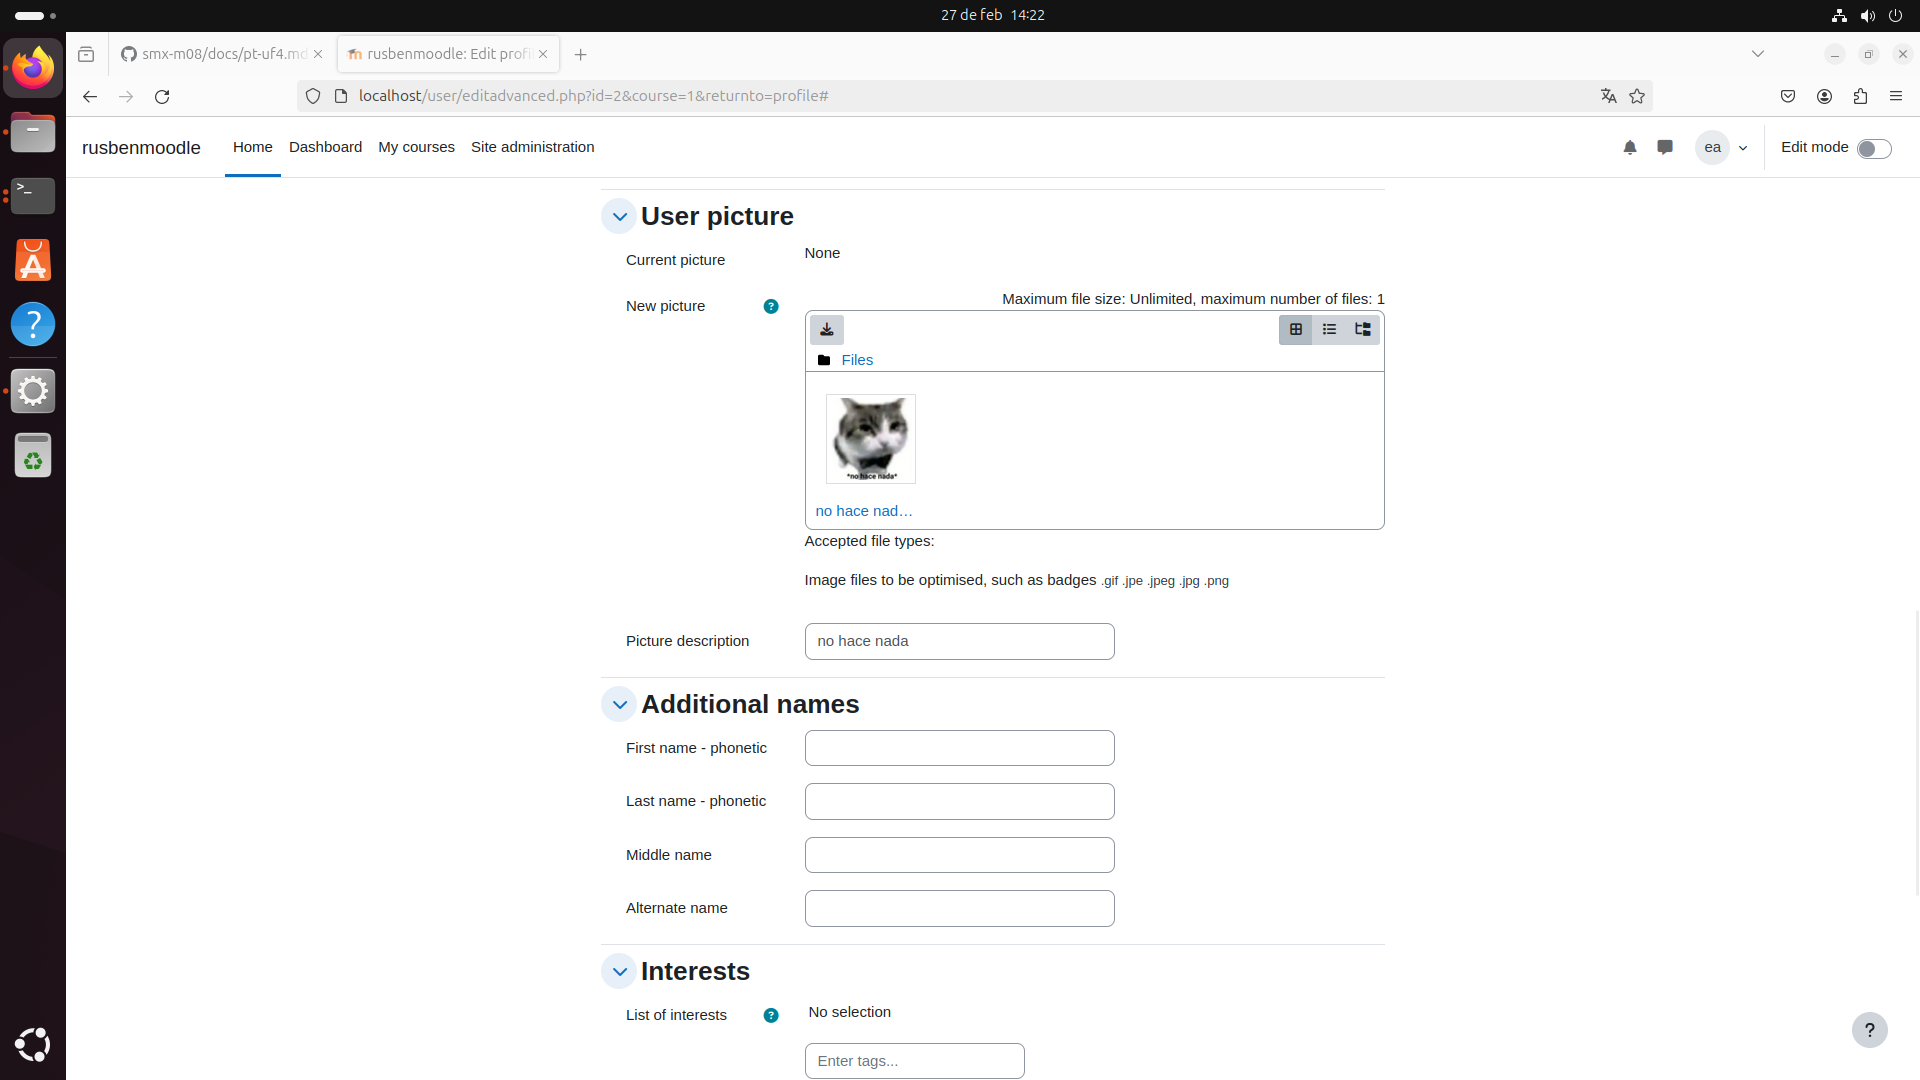 27 de feb 14:22
smx-m08/docs/pt-uf4.md
rusbenmoodle: Edit profi
localhost/user/editadvanced.php?id=2&course=1&returnto=profile#
rusbenmoodle
Home
Dashboard
My courses
Site administration
ea
Edit mode
User picture
Current picture
None
New picture
?
Maximum file size: Unlimited, maximum number of files: 1
Files
*no hace nada*
no hace nad...
Accepted file types:
Image files to be optimised, such as badges .gif .jpe .jpeg .jpg .png
Picture description
no hace nada
Additional names
First name - phonetic
Last name - phonetic
Middle name
Alternate name
Interests
List of interests
?
No selection
Enter tags...
?